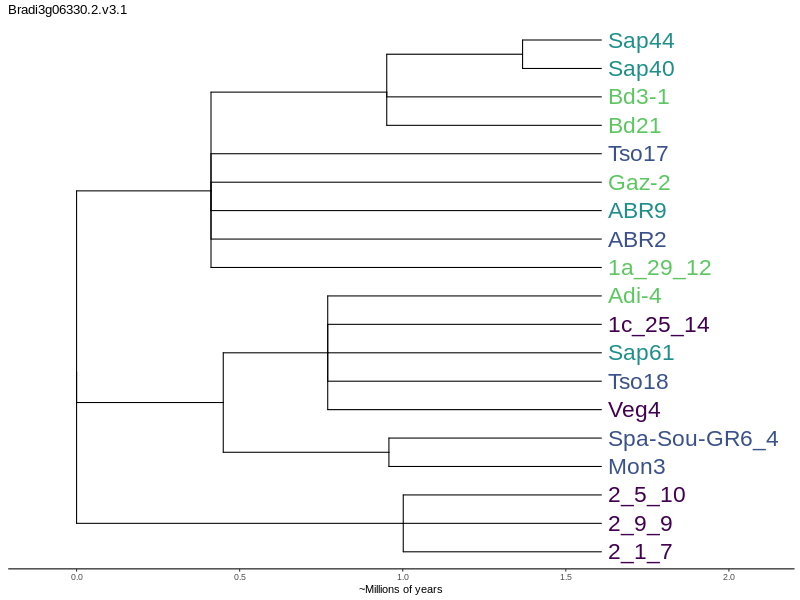 Bradi3g06330.2.v3.1
Sap44
Sap40
Bd3-1
Bd21
Tso17
Gaz-2
ABR9
ABR2
1a_29_12
Adi-4
1c_25_14
Sap61
Tso18
Veg4
Spa-Sou-GR6_4
Mon3
2_5_10
2_9_9
2_1_7
0.0 0.5 1.0 1.5 2.0
~Millions of years